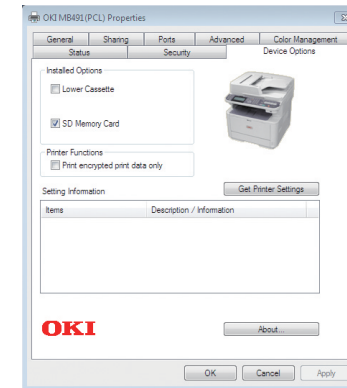 OKI MB491(PCL) Properties
General Sharing Ports Advanced Color Management
Status Security Device Options
Installed Options
Lower Cassette
SD Memory Card
Printer Functions
Print encrypted print data only
Setting Information Get Printer Settings
Items Description / Information
OKI About...
OK Cancel Apply